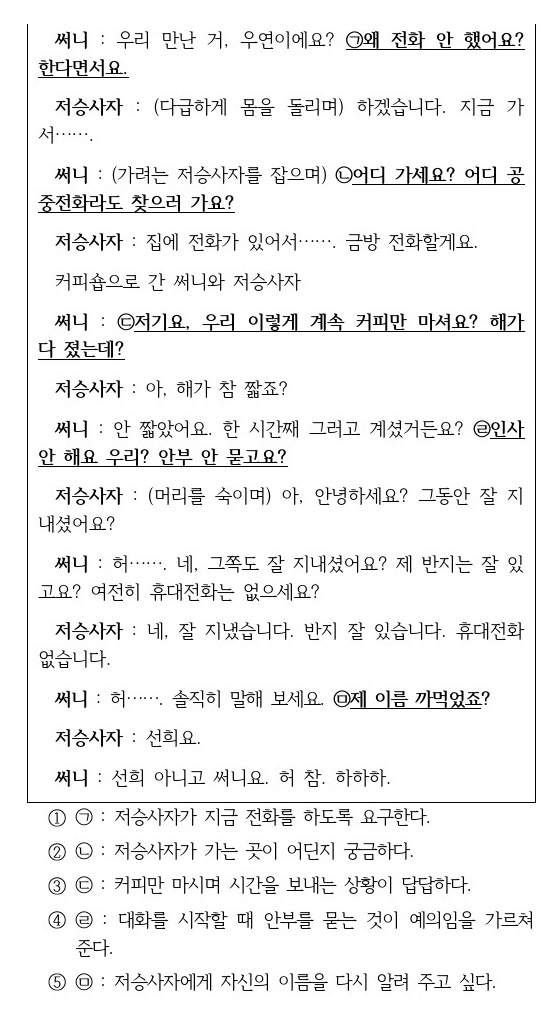 써니 : 우리 만난 거, 우연이에요? ㉠왜 전화 안 했어요?
한다면서요.
저승사자 : (다급하게 몸을 돌리며) 하겠습니다. 지금 가
서…….
써니 : (가려는 저승사자를 잡으며) ㉡어디 가세요? 어디 공
중전화라도 찾으러 가요?
저승사자 : 집에 전화가 있어서……. 금방 전화할게요.
커피숍으로 간 써니와 저승사자
써니 : ㉢저기요, 우리 이렇게 계속 커피만 마셔요? 해가
다 졌는데?
저승사자 : 아, 해가 참 짧죠?
써니 : 안 짧았어요. 한 시간째 그러고 계셨거든요? ㉣인사
안 해요 우리? 안부 안 묻고요?
저승사자 : (머리를 숙이며) 아, 안녕하세요? 그동안 잘 지
내셨어요?
써니 : 허……. 네, 그쪽도 잘 지내셨어요? 제 반지는 잘 있
고요? 여전히 휴대전화는 없으세요?
저승사자 : 네, 잘 지냈습니다. 반지 잘 있습니다. 휴대전화
없습니다.
써니 : 허……. 솔직히 말해 보세요. ㉤제 이름 까먹었죠?
저승사자 : 선희요.
써니 : 선희 아니고 써니요. 허 참. 하하하.
① ㉠ : 저승사자가 지금 전화를 하도록 요구한다.
② ㉡ : 저승사자가 가는 곳이 어딘지 궁금하다.
③ ㉢ : 커피만 마시며 시간을 보내는 상황이 답답하다.
④ ㉣ : 대화를 시작할 때 안부를 묻는 것이 예의임을 가르쳐
준다.
⑤ ㉤ : 저승사자에게 자신의 이름을 다시 알려 주고 싶다.